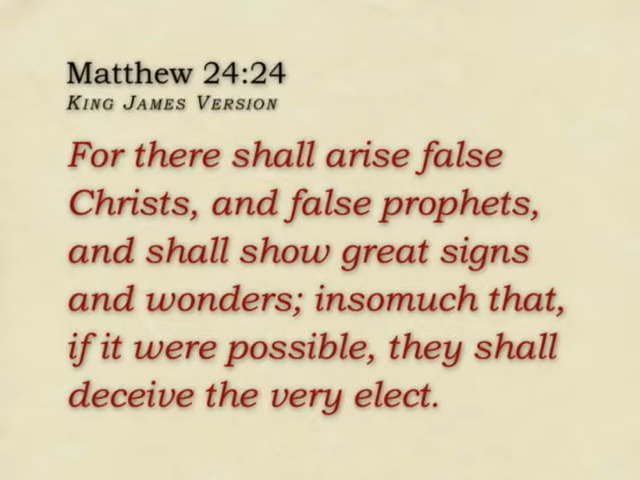 Matthew 24:24
King James Version
For there shall arise false
Christs, and false prophets,
and shall show great signs
and wonders; insomuch that,
if it were possible, they shall
deceive the very elect.